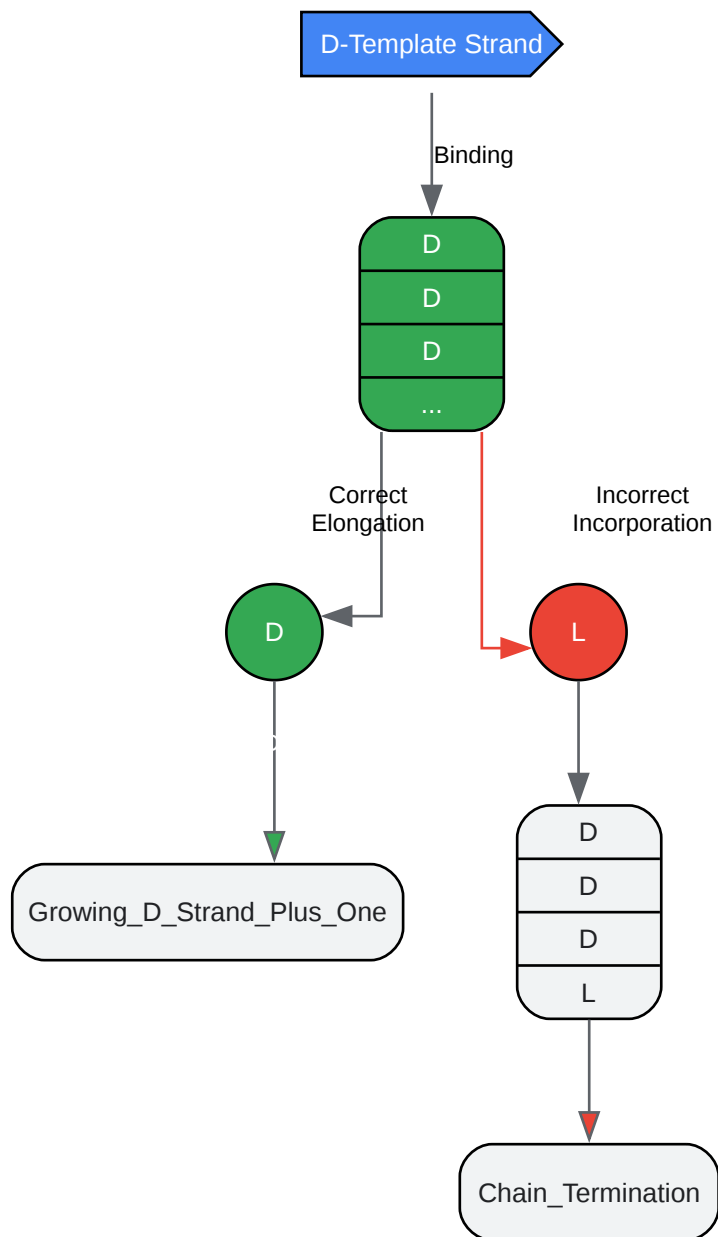 D-Template Strand
Binding
D
D
D
...
Correct
Elongation
Incorrect
Incorporation
D
L
D
D
D
L
Growing_D_Strand_Plus_One
Chain_Termination